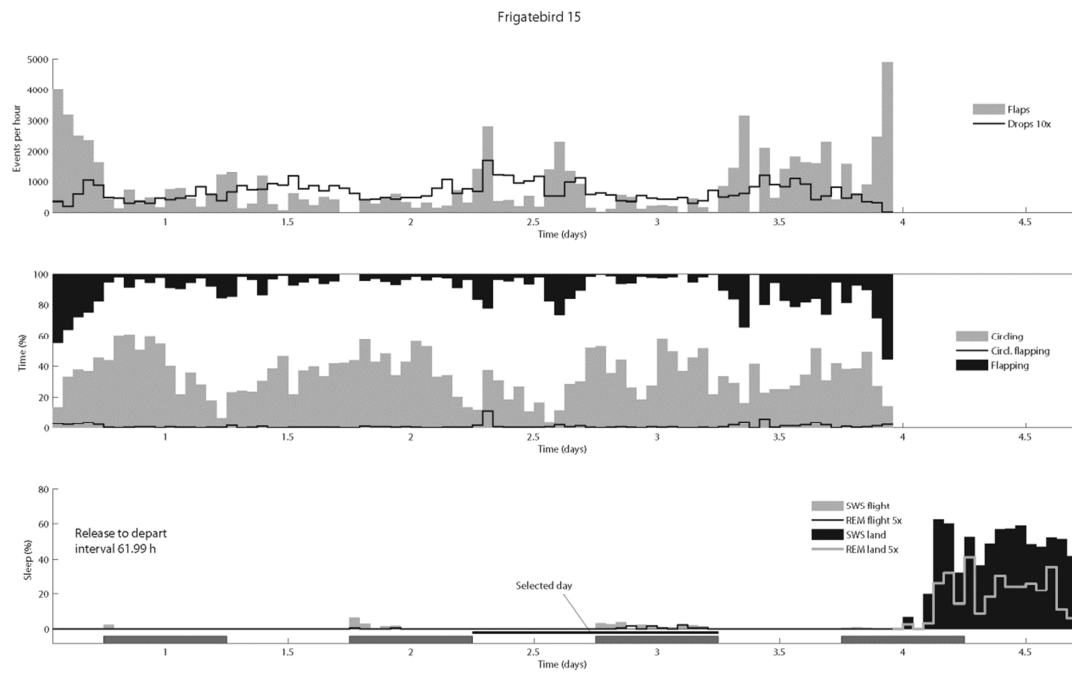 Frigatebird 15
5000
4000
3000
2000
1000
0
Events per hour
Flaps
Drops 10x
1
1.5
2
2.5
3
3.5
4
4.5
Time (days)
100
80
60
40
20
0
Time (%)
Circling
Circl. flapping
Flapping
1
1.5
2
2.5
3
3.5
4
4.5
Time (days)
80
60
40
20
0
Sleep (%)
Release to depart
interval 61.99 h
Selected day
SWS flight
REM flight 5x
SWS land
REM land 5x
1
1.5
2
2.5
3
3.5
4
4.5
Time (days)